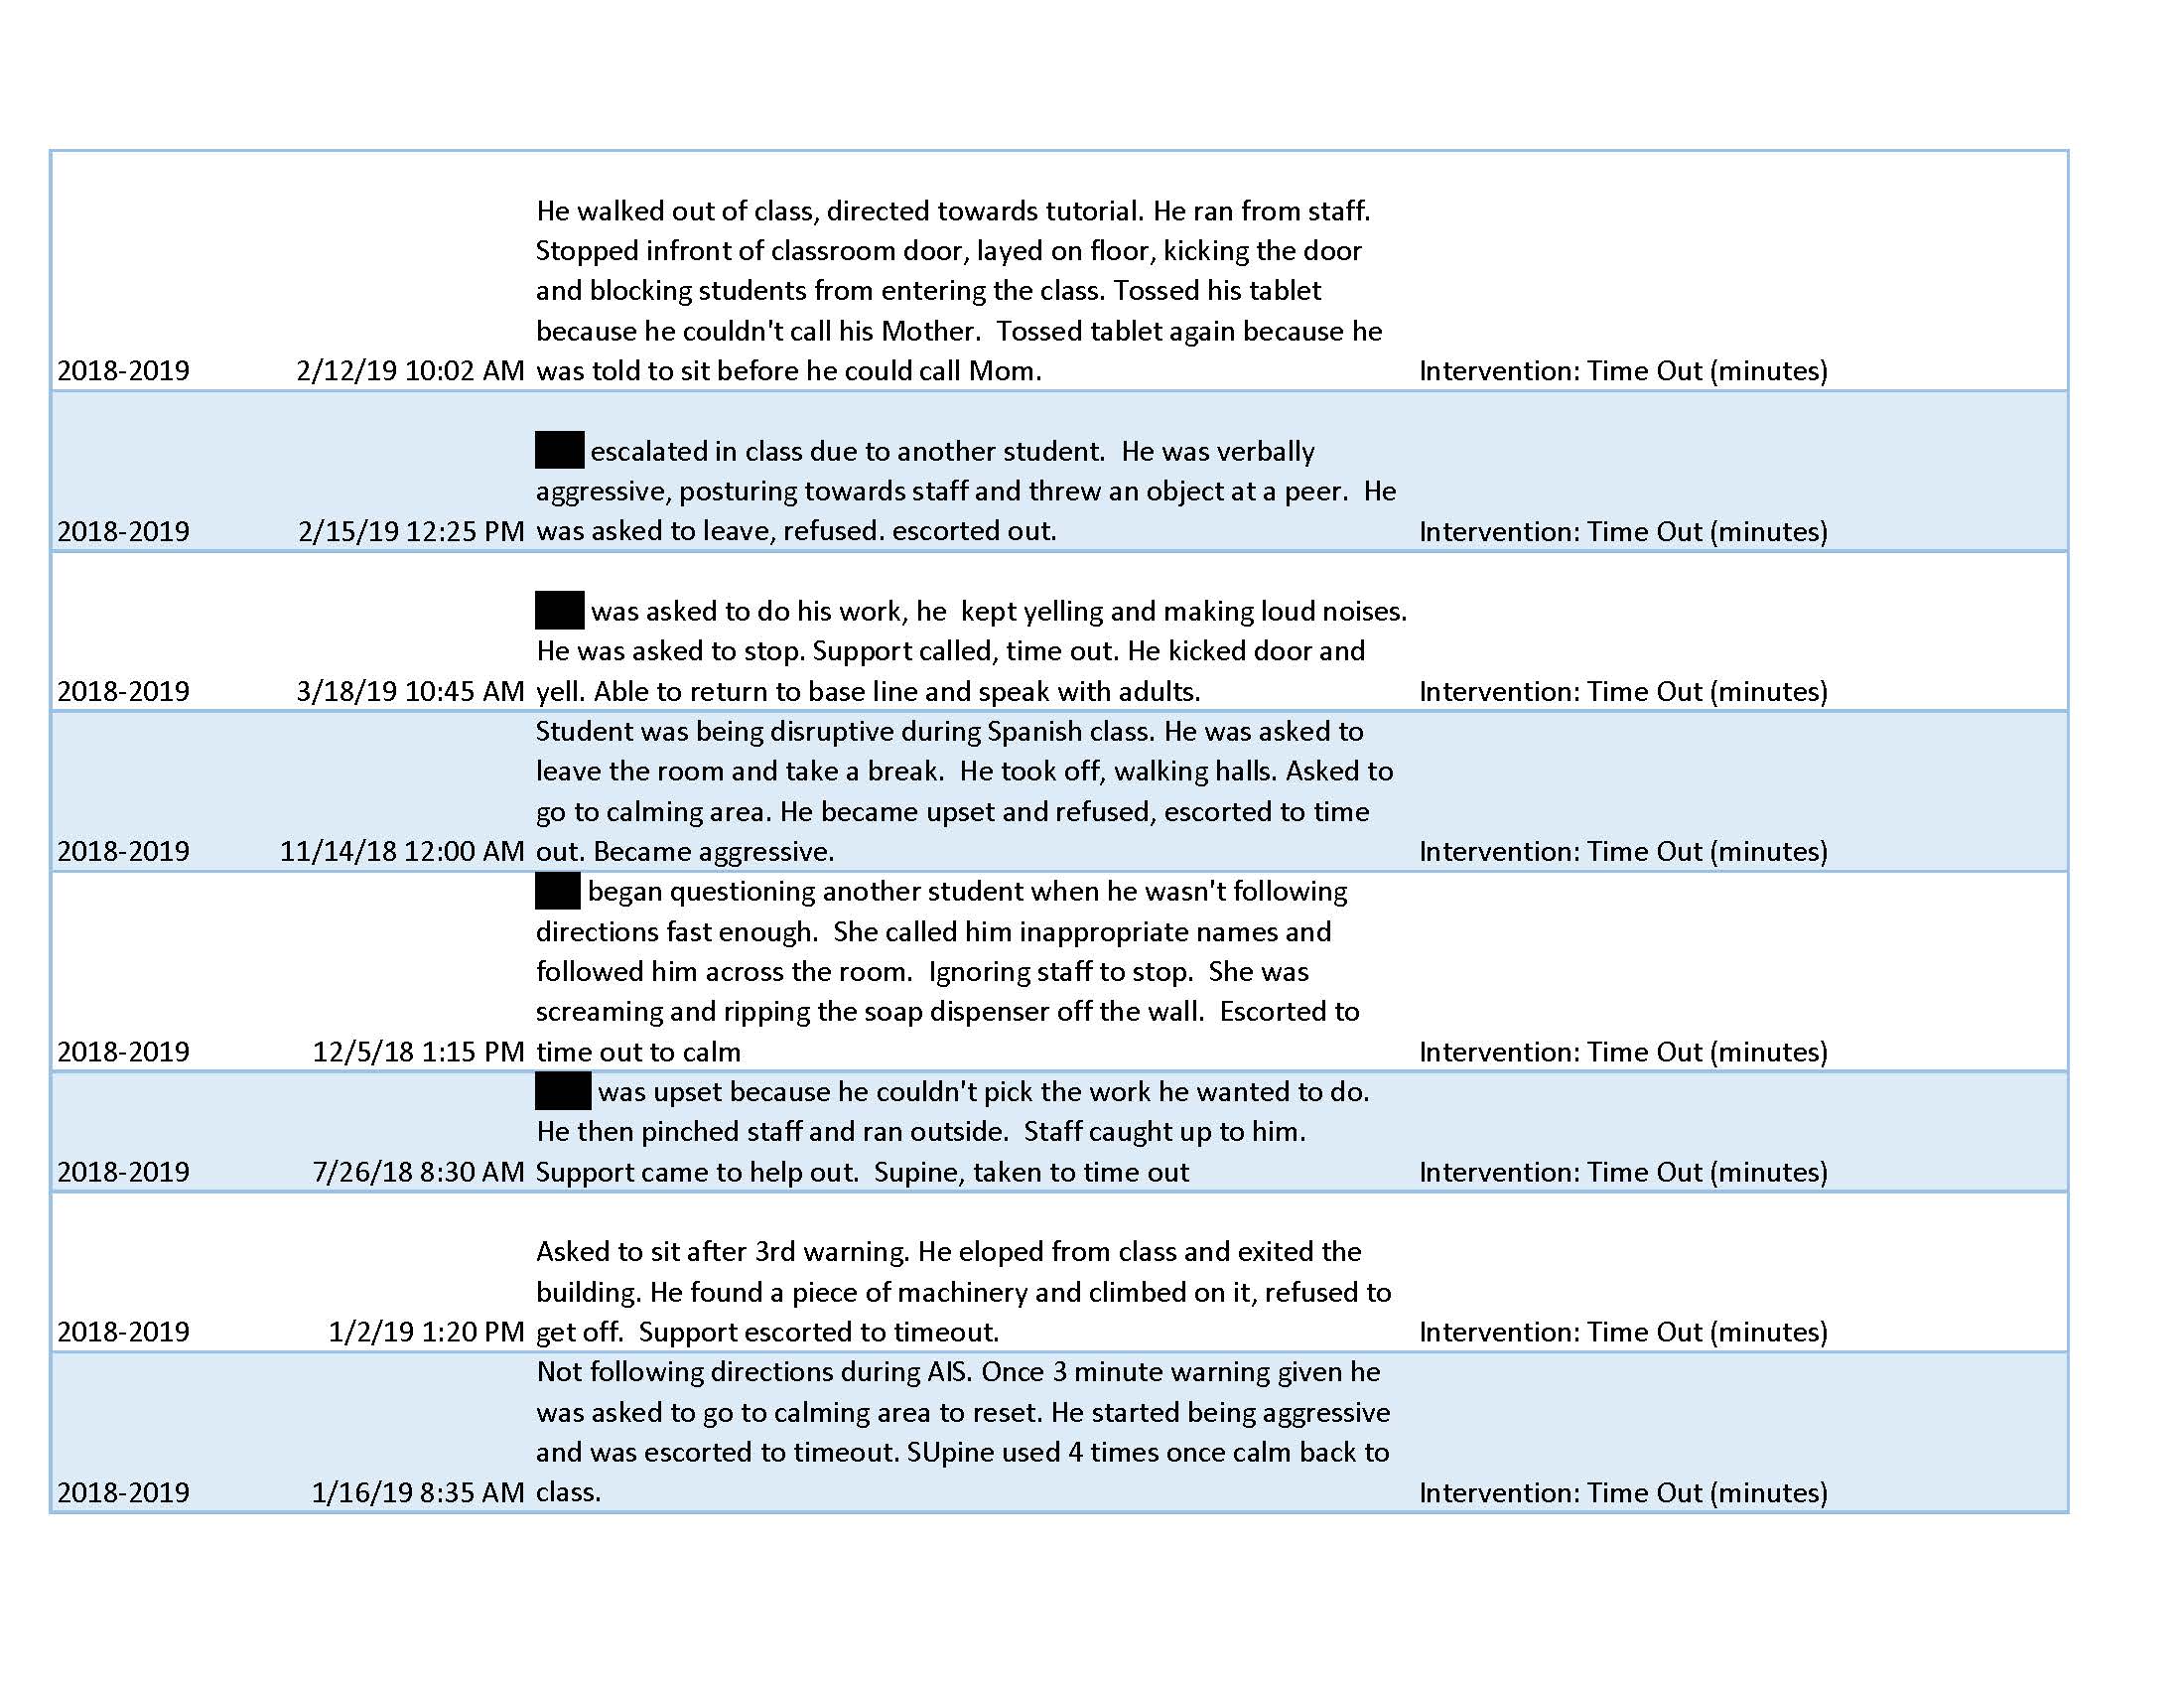 He walked out of class, directed towards tutorial. He ran from staff.
Stopped infront of classroom door, layed on floor, kicking the door
and blocking students from entering the class. Tossed his tablet
because he couldn't call his Mother.  Tossed tablet again because he
2018-2019 2/12/19 10:02 AM was told to sit before he could call Mom. Intervention: Time Out (minutes)
escalated in class due to another student.  He was verbally
aggressive, posturing towards staff and threw an object at a peer.  He
2018-2019 2/15/19 12:25 PM was asked to leave, refused. escorted out. Intervention: Time Out (minutes)
was asked to do his work, he  kept yelling and making loud noises.
He was asked to stop. Support called, time out. He kicked door and
2018-2019 3/18/19 10:45 AM yell. Able to return to base line and speak with adults. Intervention: Time Out (minutes)
Student was being disruptive during Spanish class. He was asked to
leave the room and take a break.  He took off, walking halls. Asked to
go to calming area. He became upset and refused, escorted to time
2018-2019 11/14/18 12:00 AM out. Became aggressive. Intervention: Time Out (minutes)
began questioning another student when he wasn't following
directions fast enough.  She called him inappropriate names and
followed him across the room.  Ignoring staff to stop.  She was
screaming and ripping the soap dispenser off the wall.  Escorted to
2018-2019 12/5/18 1:15 PM time out to calm Intervention: Time Out (minutes)
was upset because he couldn't pick the work he wanted to do.
He then pinched staff and ran outside.  Staff caught up to him.
2018-2019 7/26/18 8:30 AM Support came to help out.  Supine, taken to time out Intervention: Time Out (minutes)
Asked to sit after 3rd warning. He eloped from class and exited the
building. He found a piece of machinery and climbed on it, refused to
2018-2019 1/2/19 1:20 PM get off.  Support escorted to timeout. Intervention: Time Out (minutes)
Not following directions during AIS. Once 3 minute warning given he
was asked to go to calming area to reset. He started being aggressive
and was escorted to timeout. SUpine used 4 times once calm back to
2018-2019 1/16/19 8:35 AM class. Intervention: Time Out (minutes)